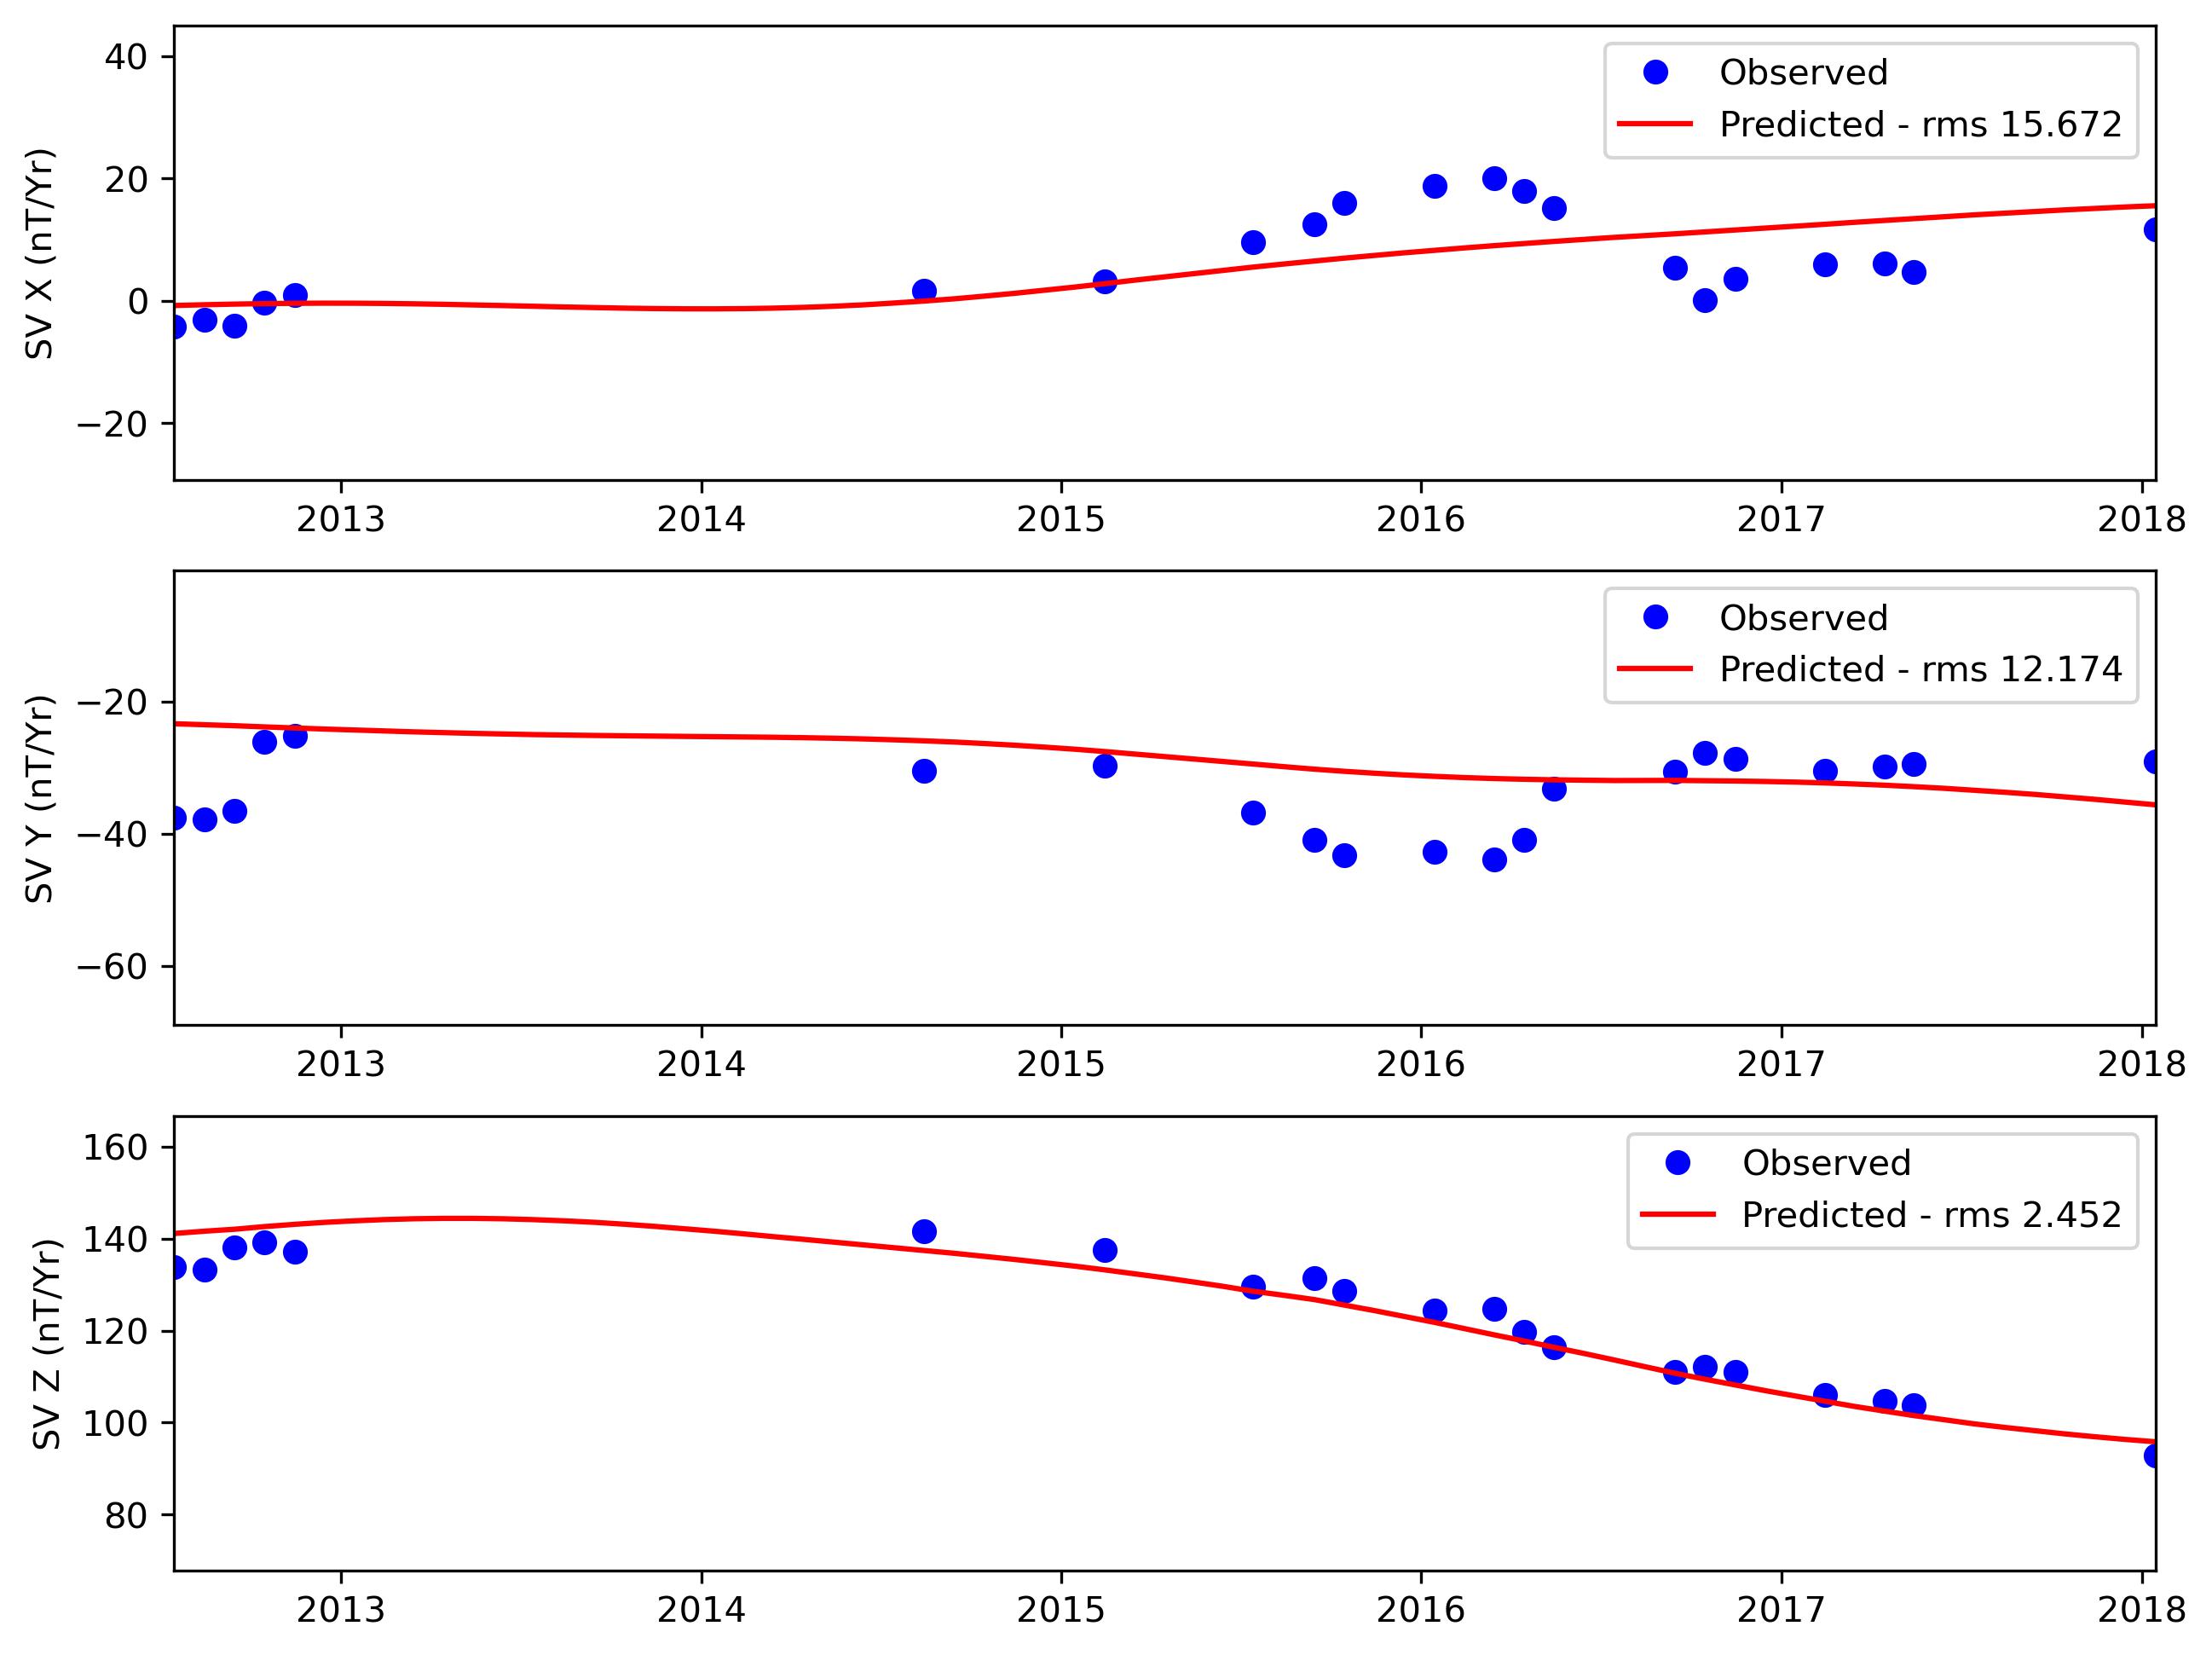 SV X (nT/Yr)
40
20
0
−20
Observed
Predicted - rms 15.672
2013 2014 2015 2016 2017 2018
SV Y (nT/Yr)
−20
−40
−60
Observed
Predicted - rms 12.174
2013 2014 2015 2016 2017 2018
SV Z (nT/Yr)
160
140
120
100
80
Observed
Predicted - rms 2.452
2013 2014 2015 2016 2017 2018